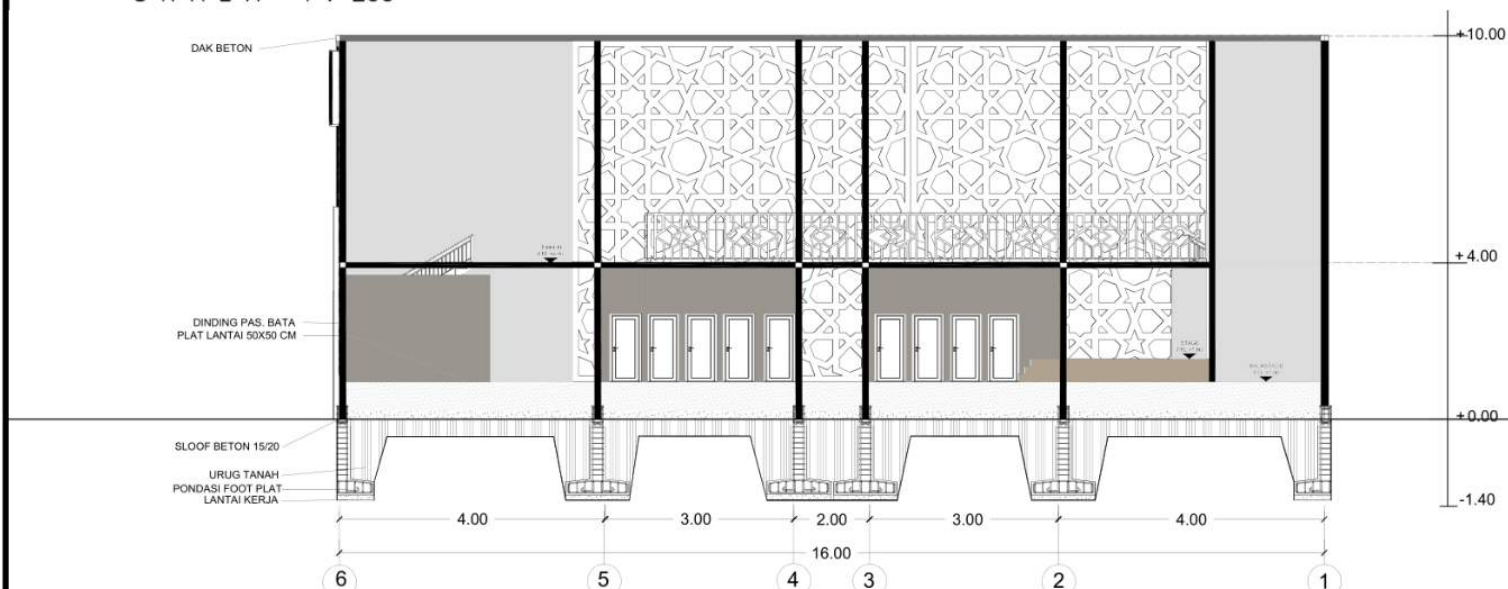 DAK BETON
+10.00
+4.00
DINDING PAS. BATA
PLAT LANTAI 50X50 CM
STAGE
+0.00
SLOOF BETON 15/20
URUG TANAH
PONDASI FOOT PLAT
LANTAI KERJA
-1.40
4.00 3.00 2.00 3.00 4.00
16.00
6 5 4 3 2 1